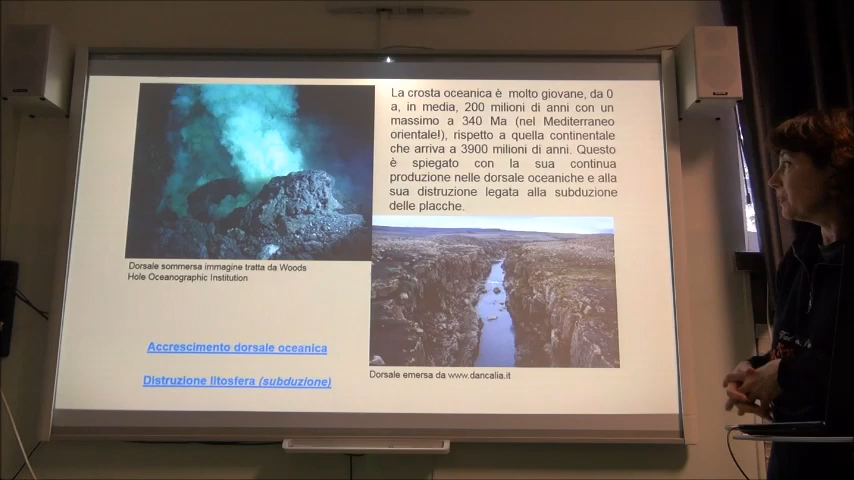 La crosta oceanica è molto giovane, da 0
a, in media, 200 milioni di anni con un
massimo a 340 Ma (nel Mediterraneo
orientale!), rispetto a quella continentale
che arriva a 3900 milioni di anni. Questo
è spiegato con la sua continua
produzione nelle dorsale oceaniche e alla
sua distruzione legata alla subduzione
delle placche.
Dorsale sommersa immagine tratta da Woods
Hole Oceanographic Institution
Accrescimento dorsale oceanica
Distruzione litosfera (subduzione)
Dorsale emersa da www.dancalia.it